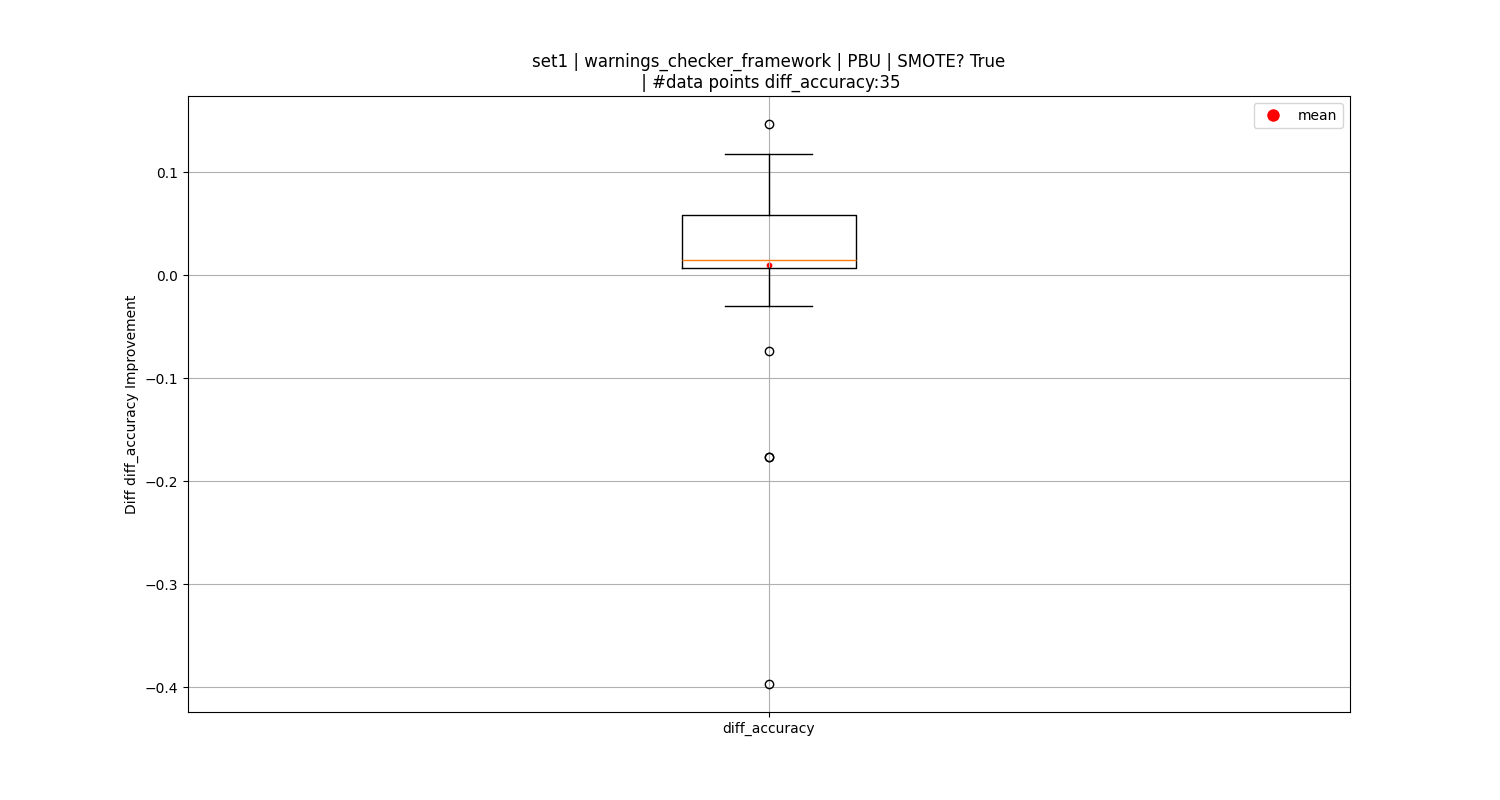 set1 | warnings_checker_framework | PBU | SMOTE? True
| #data points diff_accuracy:35
mean
0.1
0.0
−0.1
−0.2
−0.3
−0.4
Diff diff_accuracy Improvement
diff_accuracy